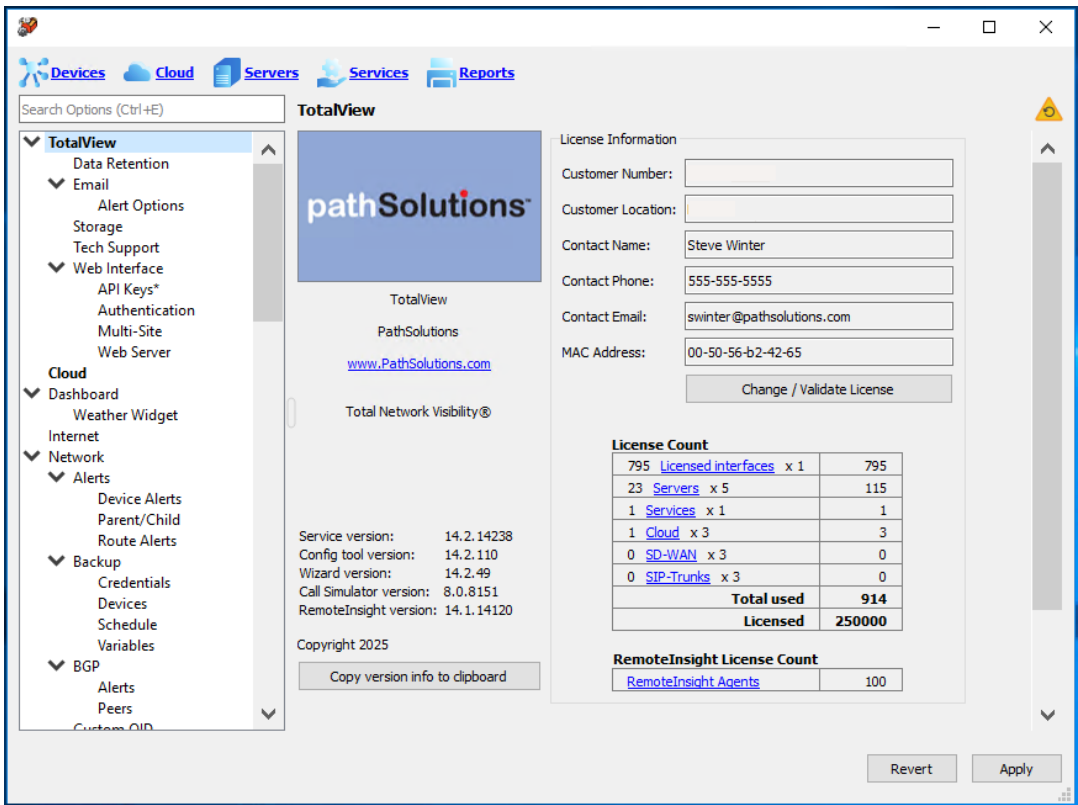 Devices Cloud Servers Services Reports
Search Options (Ctrl+E)
TotalView
TotalView
Data Retention
Email
Alert Options
Storage
Tech Support
Web Interface
API Keys*
Authentication
Multi-Site
Web Server
Cloud
Dashboard
Weather Widget
Internet
Network
Alerts
Device Alerts
Parent/Child
Route Alerts
Backup
Credentials
Devices
Schedule
Variables
BGP
Alerts
Peers
Custom OID
pathSolutions™
TotalView
PathSolutions
www.PathSolutions.com
Total Network Visibility®
Service version: 14.2.14238
Config tool version: 14.2.110
Wizard version: 14.2.49
Call Simulator version: 8.0.8151
RemoteInsight version: 14.1.14120
Copyright 2025
Copy version info to clipboard
License Information
Customer Number:
Customer Location:
Contact Name: Steve Winter
Contact Phone: 555-555-5555
Contact Email: swinter@pathsolutions.com
MAC Address: 00-50-56-b2-42-65
Change / Validate License
License Count
795 Licensed interfaces x 1 795
23 Servers x 5 115
1 Services x 1 1
1 Cloud x 3 3
0 SD-WAN x 3 0
0 SIP-Trunks x 3 0
Total used 914
Licensed 250000
RemoteInsight License Count
RemoteInsight Agents 100
Revert Apply